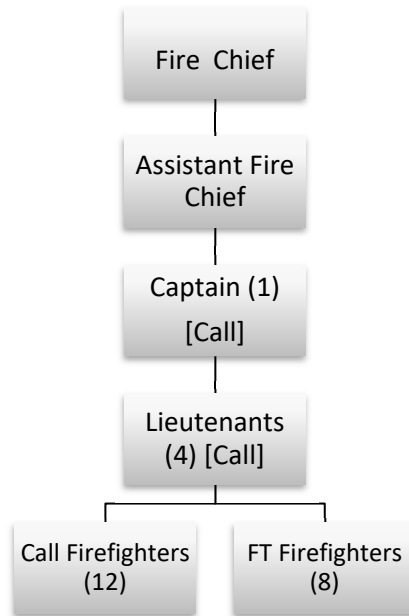 Fire Chief
Assistant Fire
Chief
Captain (1)
[Call]
Lieutenants
(4) [Call]
Call Firefighters
(12)
FT Firefighters
(8)